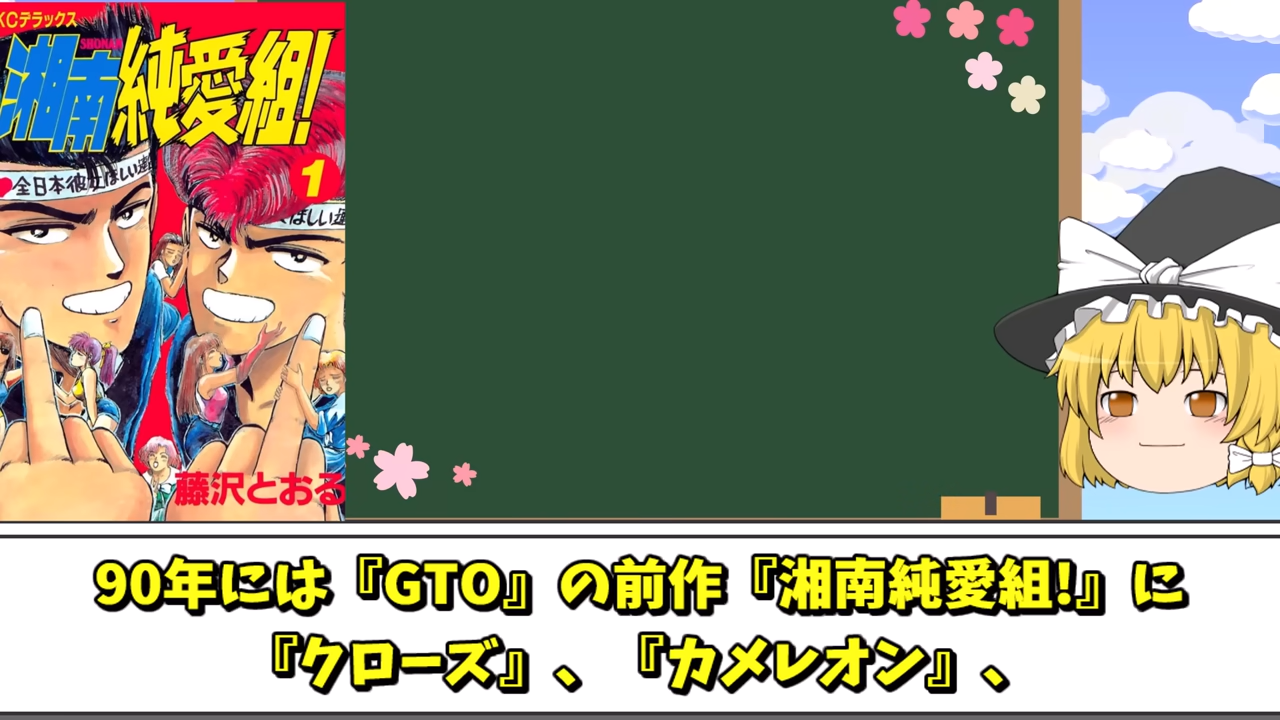 KCデラックス
SHONAN
湘南純愛組!
1
全日本彼女ほしい
ほしい
藤沢とおる
90年には『GTO』の前作『湘南純愛組!』に
『クローズ』、『カメレオン』、